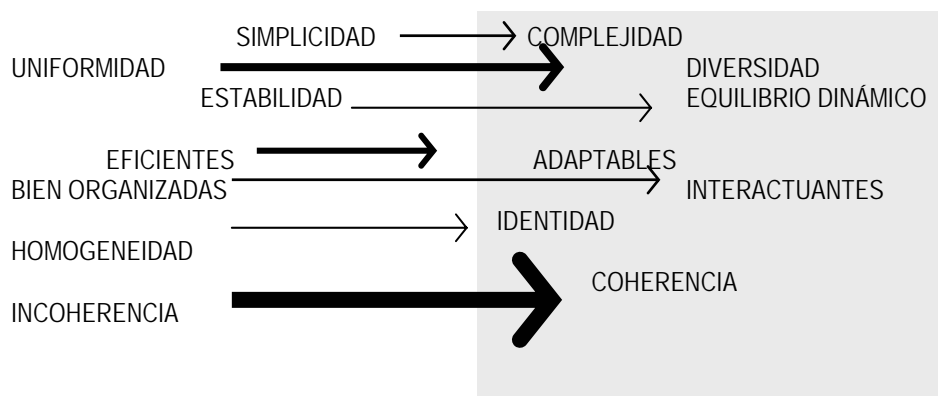 SIMPLICIDAD COMPLEJIDAD
UNIFORMIDAD DIVERSIDAD
ESTABILIDAD EQUILIBRIO DINÁMICO
EFICIENTES ADAPTABLES
BIEN ORGANIZADAS INTERACTUANTES
HOMOGENEIDAD IDENTIDAD
INCOHERENCIA COHERENCIA